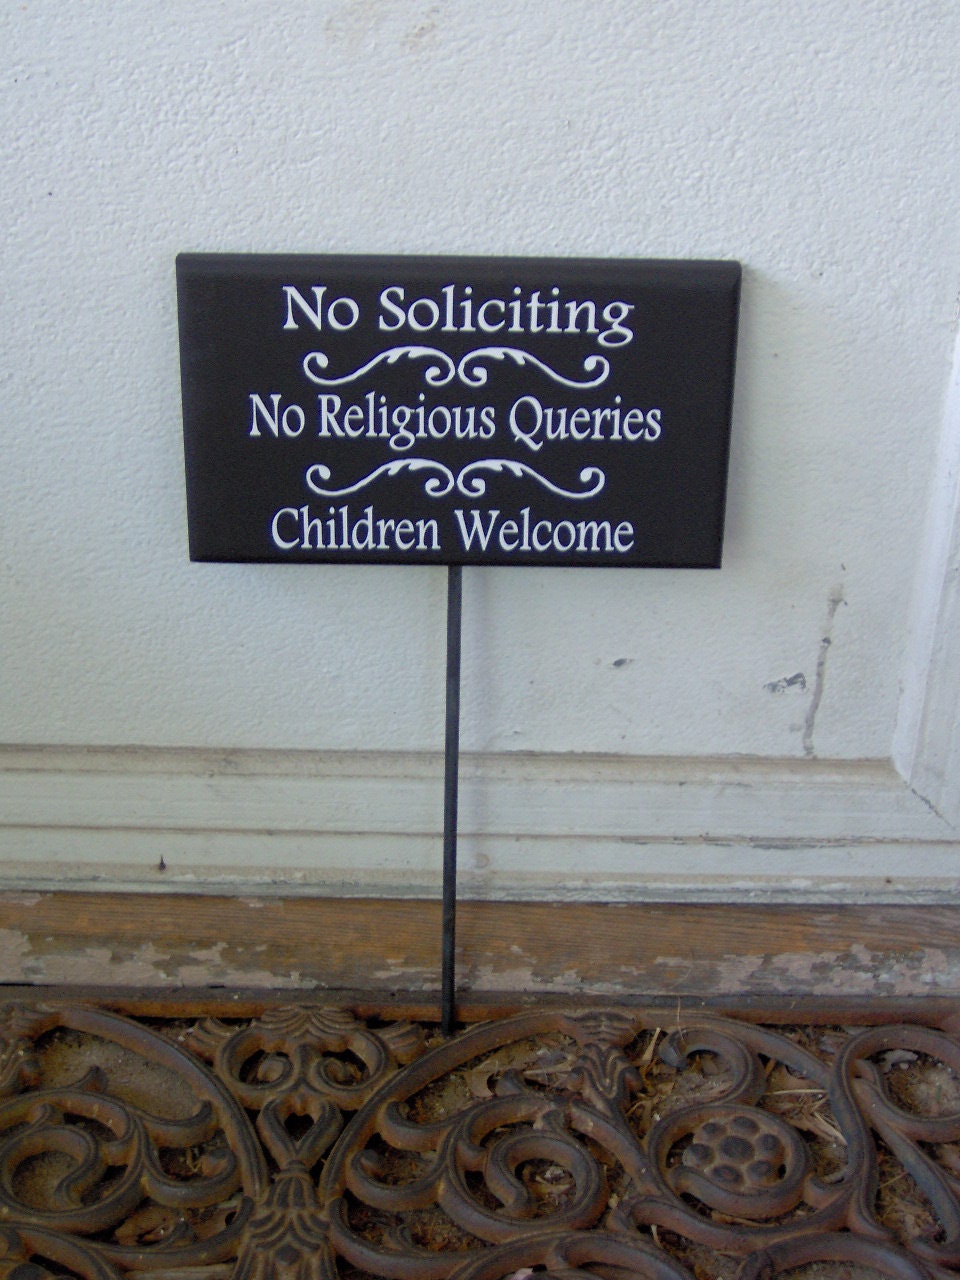 No Soliciting
No Religious Queries
Children Welcome